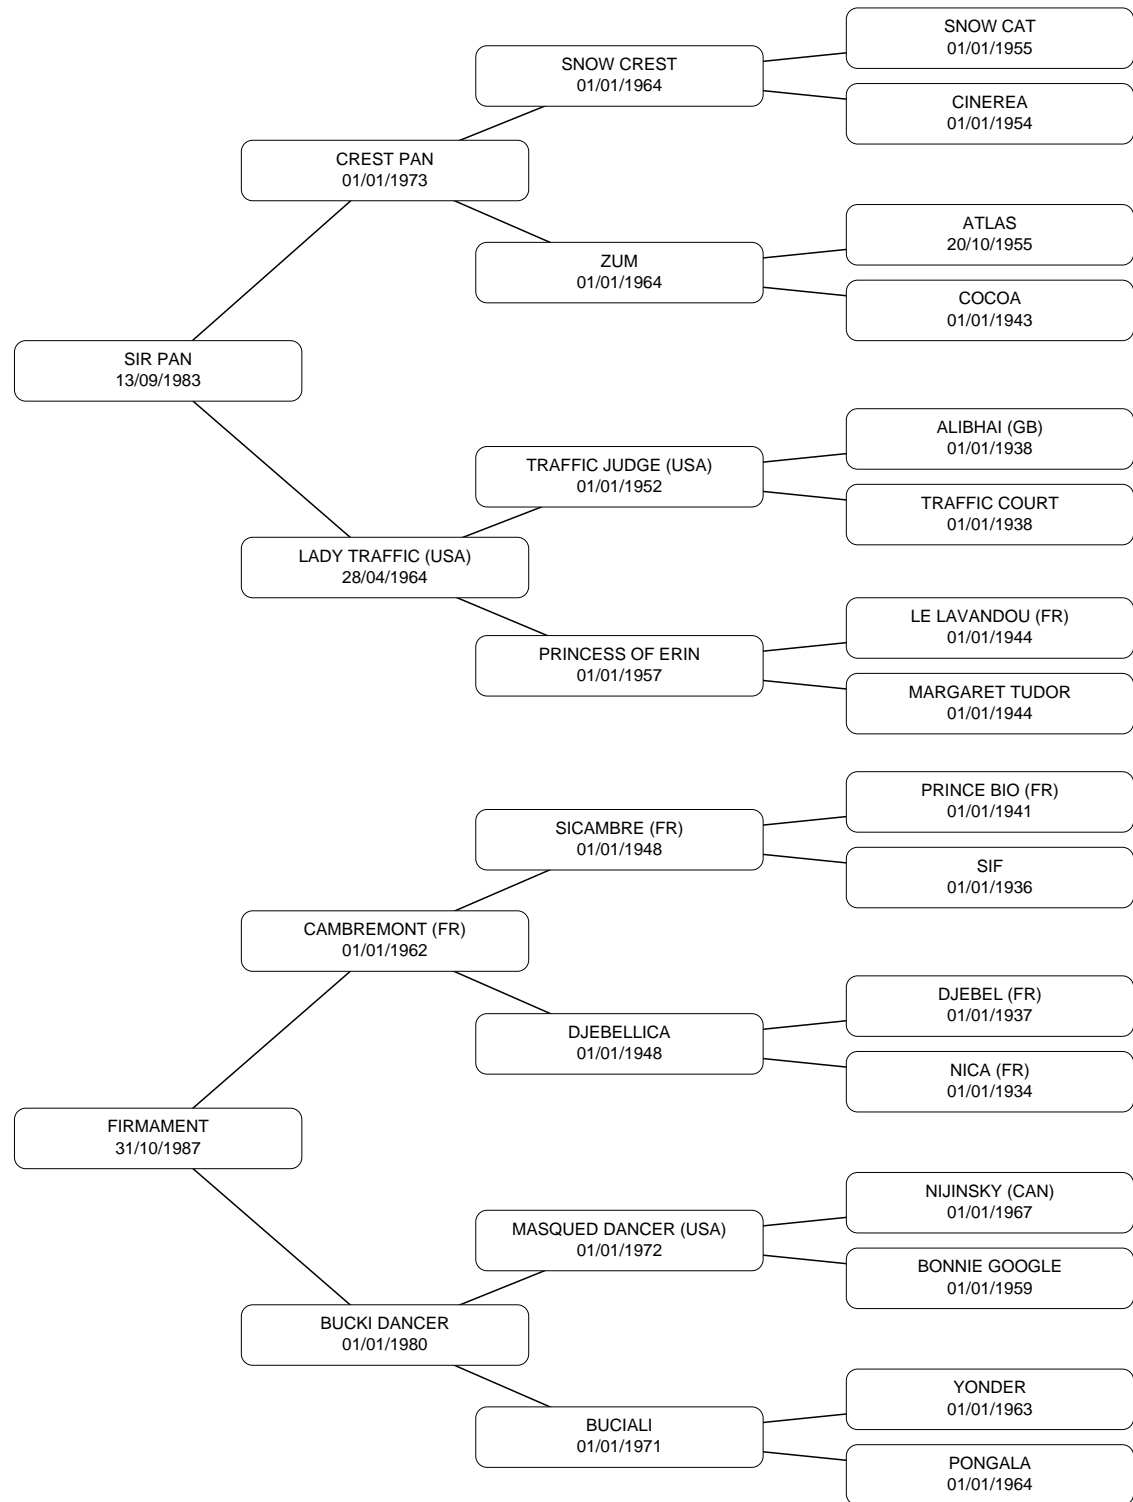 SNOW CAT
01/01/1955
SNOW CREST
01/01/1964
CINEREA
01/01/1954
CREST PAN
01/01/1973
ATLAS
20/10/1955
ZUM
01/01/1964
COCOA
01/01/1943
SIR PAN
13/09/1983
ALIBHAI (GB)
01/01/1938
TRAFFIC JUDGE (USA)
01/01/1952
TRAFFIC COURT
01/01/1938
LADY TRAFFIC (USA)
28/04/1964
LE LAVANDOU (FR)
01/01/1944
PRINCESS OF ERIN
01/01/1957
MARGARET TUDOR
01/01/1944
PRINCE BIO (FR)
01/01/1941
SICAMBRE (FR)
01/01/1948
SIF
01/01/1936
CAMBREMONT (FR)
01/01/1962
DJEBEL (FR)
01/01/1937
DJEBELLICA
01/01/1948
NICA (FR)
01/01/1934
FIRMAMENT
31/10/1987
NIJINSKY (CAN)
01/01/1967
MASQUED DANCER (USA)
01/01/1972
BONNIE GOOGLE
01/01/1959
BUCKI DANCER
01/01/1980
YONDER
01/01/1963
BUCIALI
01/01/1971
PONGALA
01/01/1964